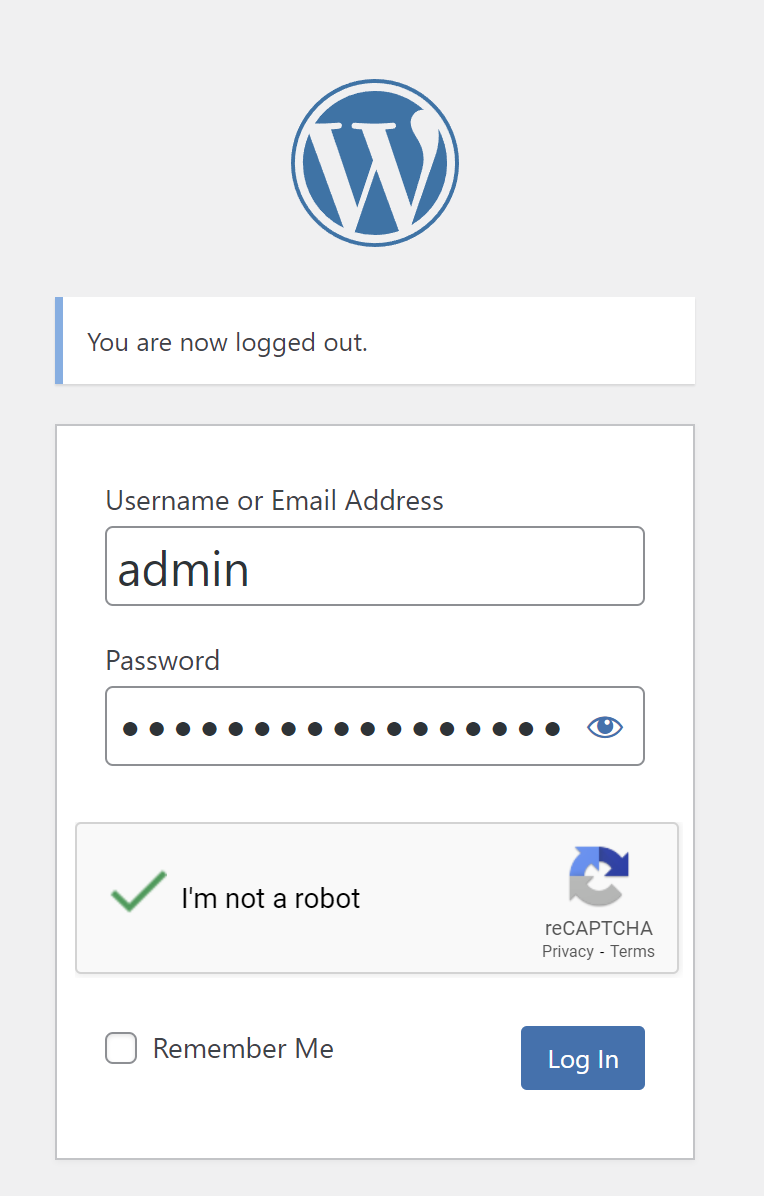 You are now logged out.
Username or Email Address
admin
Password
I'm not a robot
reCAPTCHA
Privacy - Terms
Remember Me
Log In